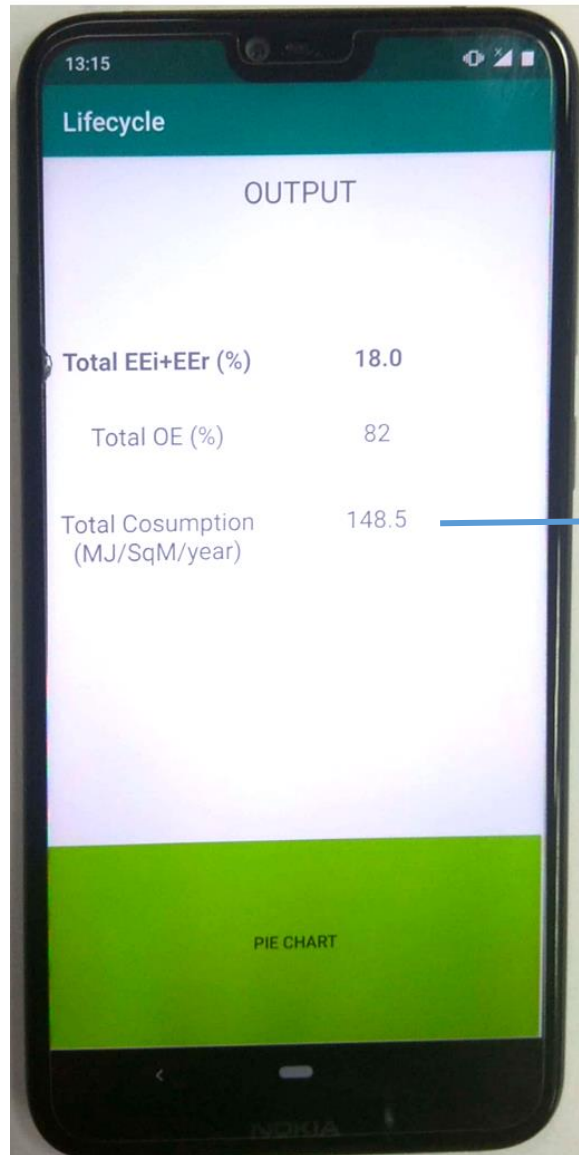 13:15
Lifecycle
OUTPUT
Total EEi+EEr (%) 18.0
Total OE (%) 82
Total Cosumption 148.5
(MJ/SqM/year)
PIE CHART
NOKIA